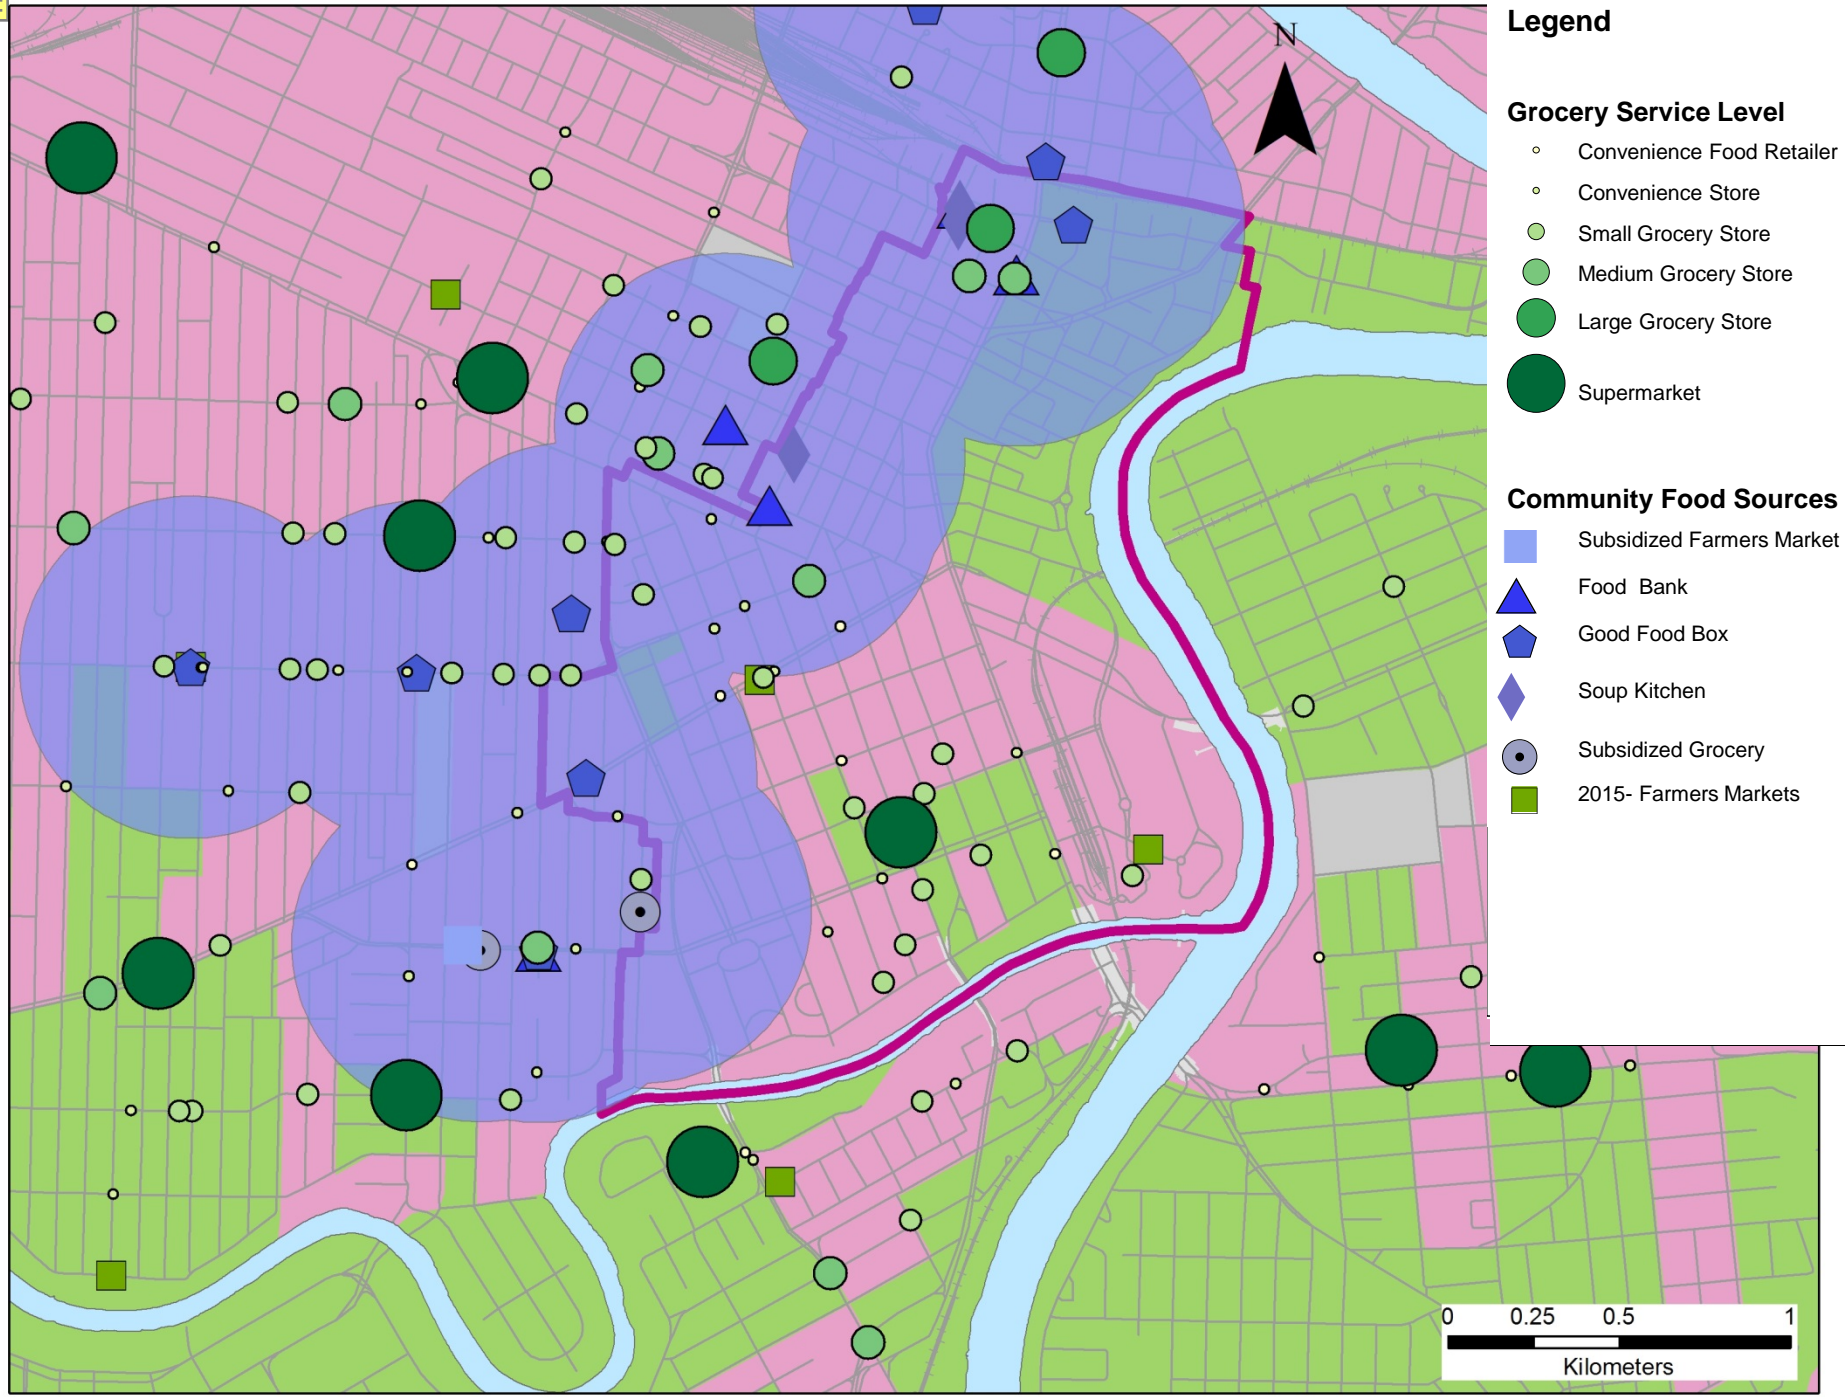 N
Legend
Grocery Service Level
Convenience Food Retailer
Convenience Store
Small Grocery Store
Medium Grocery Store
Large Grocery Store
Supermarket
Community Food Sources
Subsidized Farmers Market
Food  Bank
Good Food Box
Soup Kitchen
Subsidized Grocery
2015- Farmers Markets
0 0.25 0.5 1
Kilometers